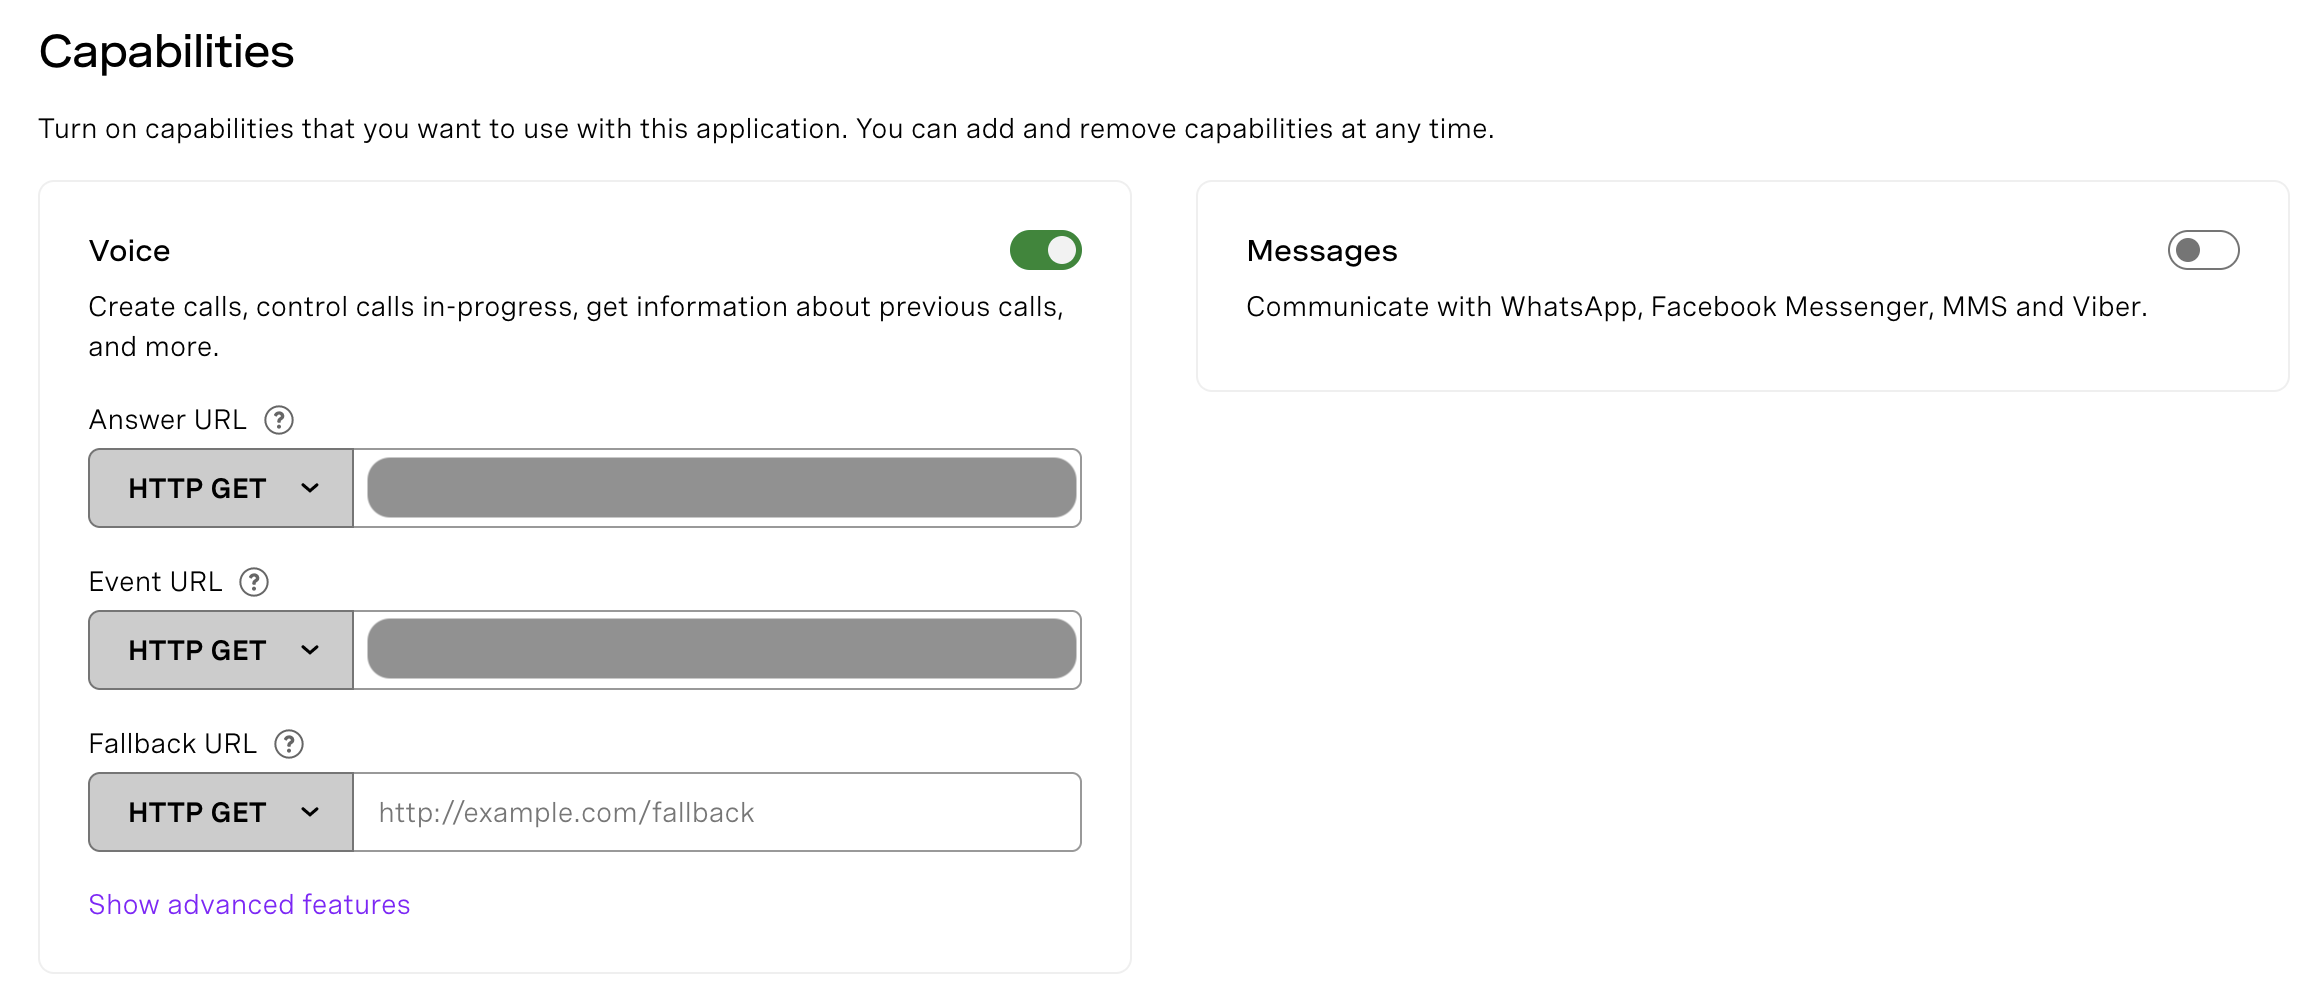 Capabilities
Turn on capabilities that you want to use with this application. You can add and remove capabilities at any time.
Voice
Create calls, control calls in-progress, get information about previous calls,
and more.
Answer URL ?
HTTP GET
Event URL ?
HTTP GET
Fallback URL ?
HTTP GET http://example.com/fallback
Show advanced features
Messages
Communicate with WhatsApp, Facebook Messenger, MMS and Viber.